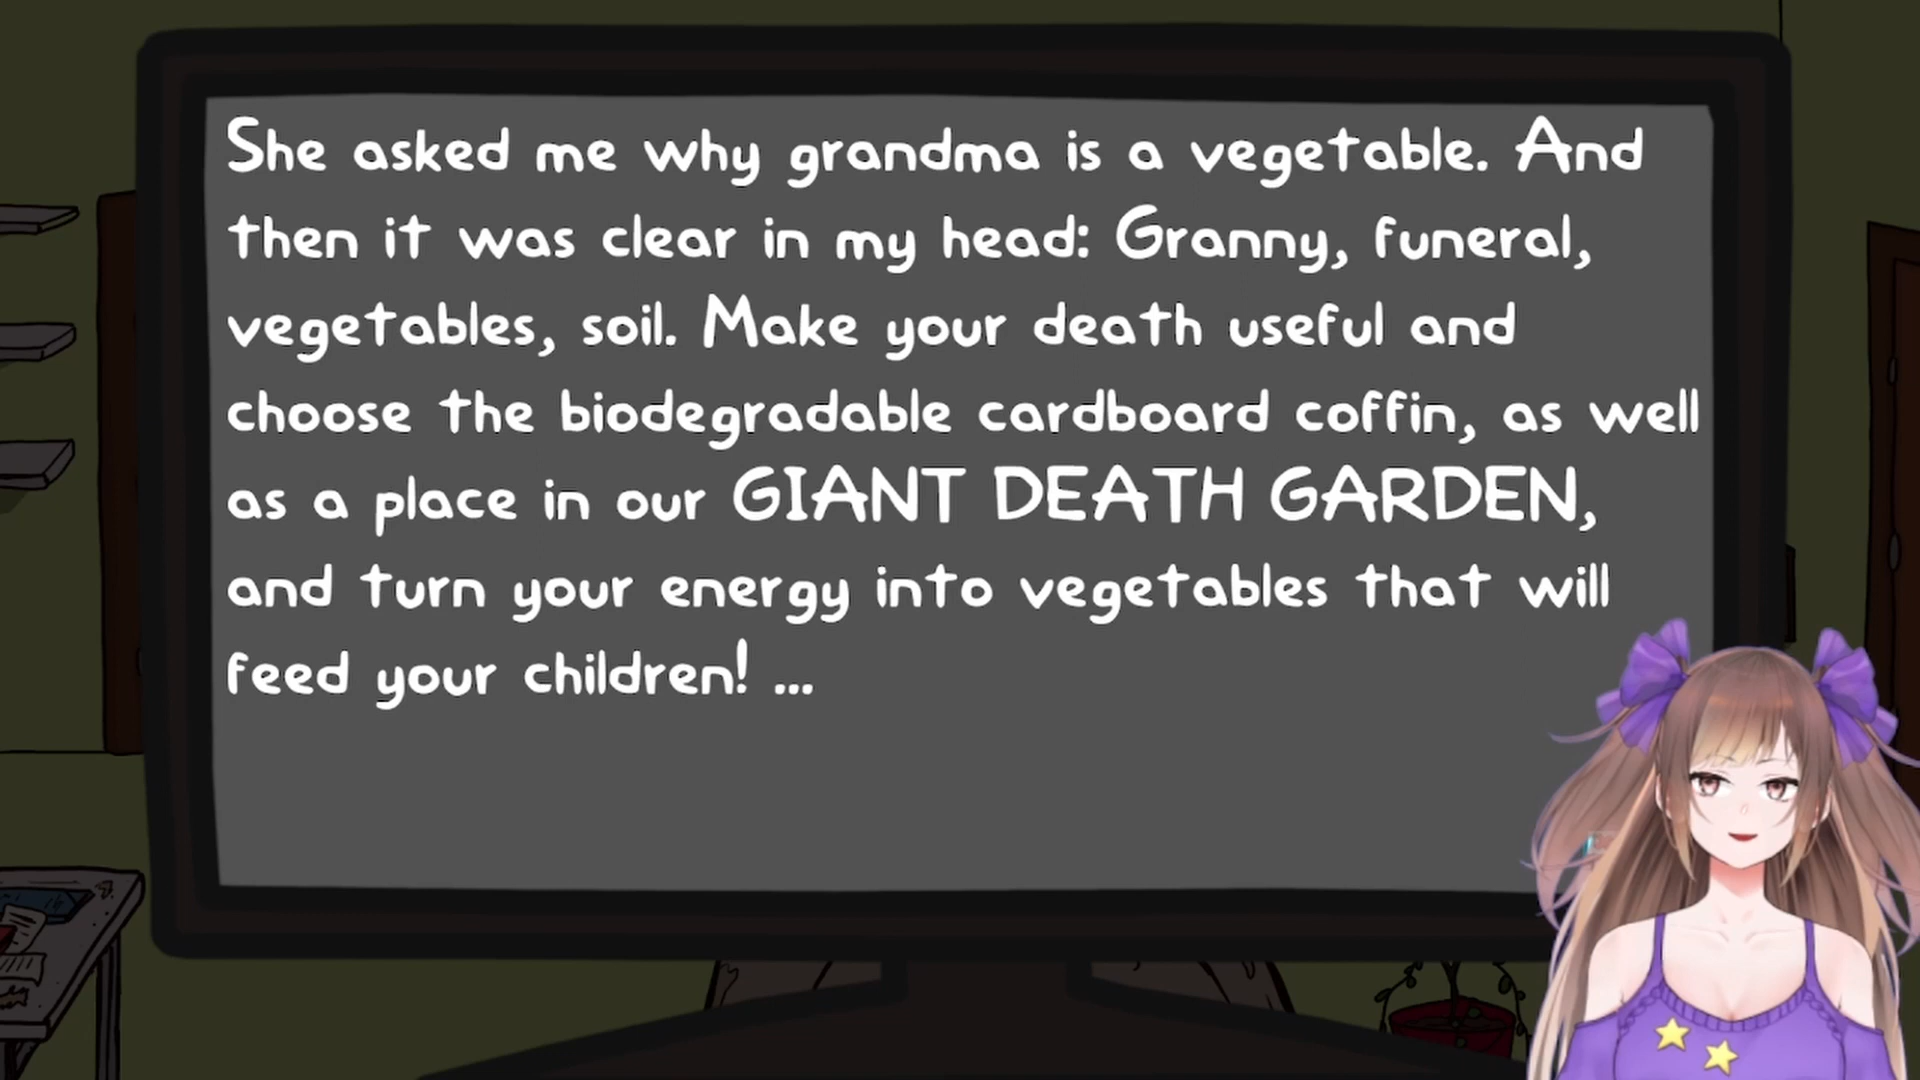 She asked me why grandma is a vegetable. And
then it was clear in my head: Granny, funeral,
vegetables, soil. Make your death useful and
choose the biodegradable cardboard coffin, as well
as a place in our GIANT DEATH GARDEN,
and turn your energy into vegetables that will
feed your children! ...